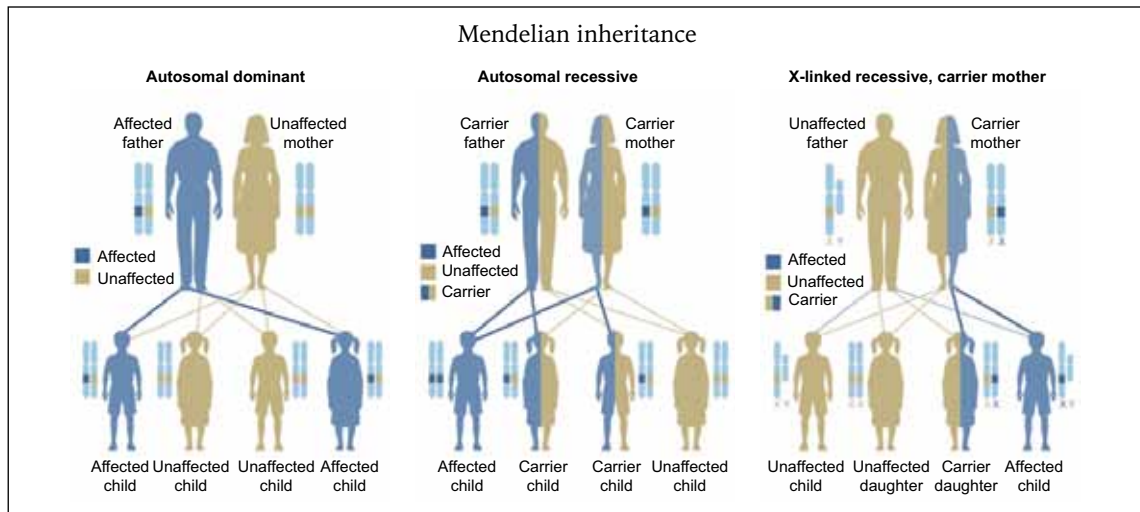 Mendelian inheritance
Autosomal dominant
Affected
father
Unaffected
mother
Affected
Unaffected
Affected
child
Unaffected
child
Unaffected
child
Affected
child
Autosomal recessive
Carrier
father
Carrier
mother
Affected
Unaffected
Carrier
Affected
child
Carrier
child
Carrier
child
Unaffected
child
X-linked recessive, carrier mother
Unaffected
father
Carrier
mother
Affected
Unaffected
Carrier
Unaffected
child
Unaffected
daughter
Carrier
daughter
Affected
child